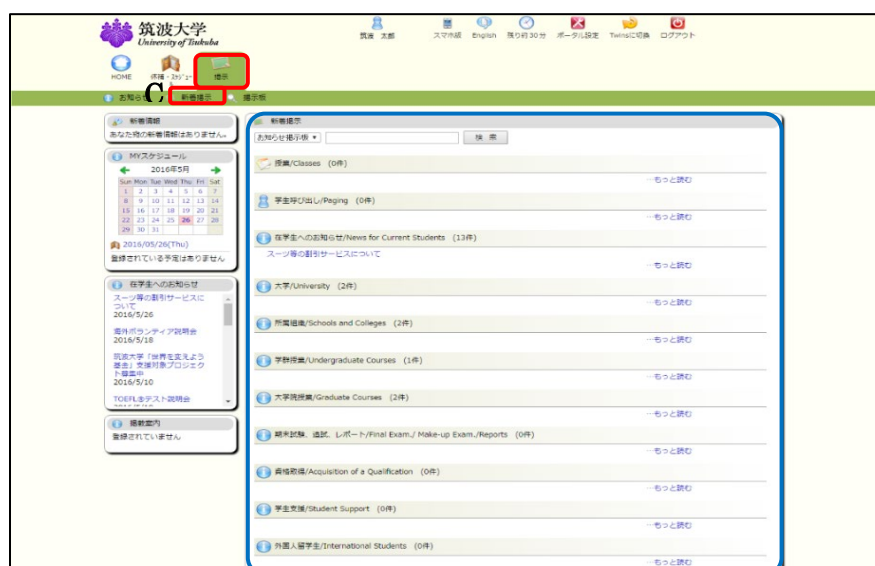 筑波大学
University of Tsukuba
筑波 太郎
スマホ版
English
残り約30分
ポータル設定
Twinsに切換
ログアウト
HOME
掲示
C
新着掲示
掲示板
新着情報
あなた宛の新着情報はありません。
MYスケジュール
2016年5月
Sun Mon Tue Wed Thu Fri Sat
1 2 3 4 5 6 7
8 9 10 11 12 13 14
15 16 17 18 19 20 21
22 23 24 25 26 27 28
29 30 31
2016/05/26(Thu)
登録されている予定はありません
在学生へのお知らせ
スーツ等の割引サービスに
ついて
2016/5/26
海外ボランティア説明会
2016/5/18
筑波大学「世界を変えよう
基金」支援対象プロジェク
ト募集中
2016/5/10
TOEFL®テスト説明会
掲載案内
登録されていません
新着掲示
お知らせ掲示板
検 索
授業/Classes (0件)
…もっと読む
学生呼び出し/Paging (0件)
…もっと読む
在学生へのお知らせ/News for Current Students (13件)
スーツ等の割引サービスについて
…もっと読む
大学/University (2件)
…もっと読む
所属組織/Schools and Colleges (2件)
…もっと読む
学群授業/Undergraduate Courses (1件)
…もっと読む
大学院授業/Graduate Courses (2件)
…もっと読む
期末試験、追試、レポート/Final Exam./ Make-up Exam./Reports (0件)
…もっと読む
資格取得/Acquisition of a Qualification (0件)
…もっと読む
学生支援/Student Support (0件)
…もっと読む
外国人留学生/International Students (0件)
…もっと読む